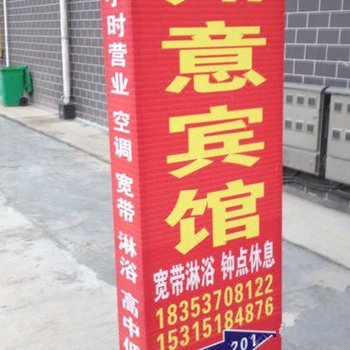 意宾馆
宽带淋浴 钟点休息
18353708122
15315184876
201
时营业 空调 宽带 淋浴 高中